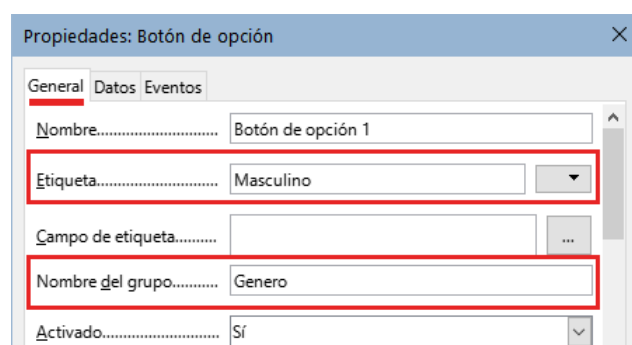 Propiedades: Botón de opción
General Datos Eventos
Nombre............................ Botón de opción 1
Etiqueta............................ Masculino
Campo de etiqueta.......... ...
Nombre del grupo........... Genero
Activado........................... Sí